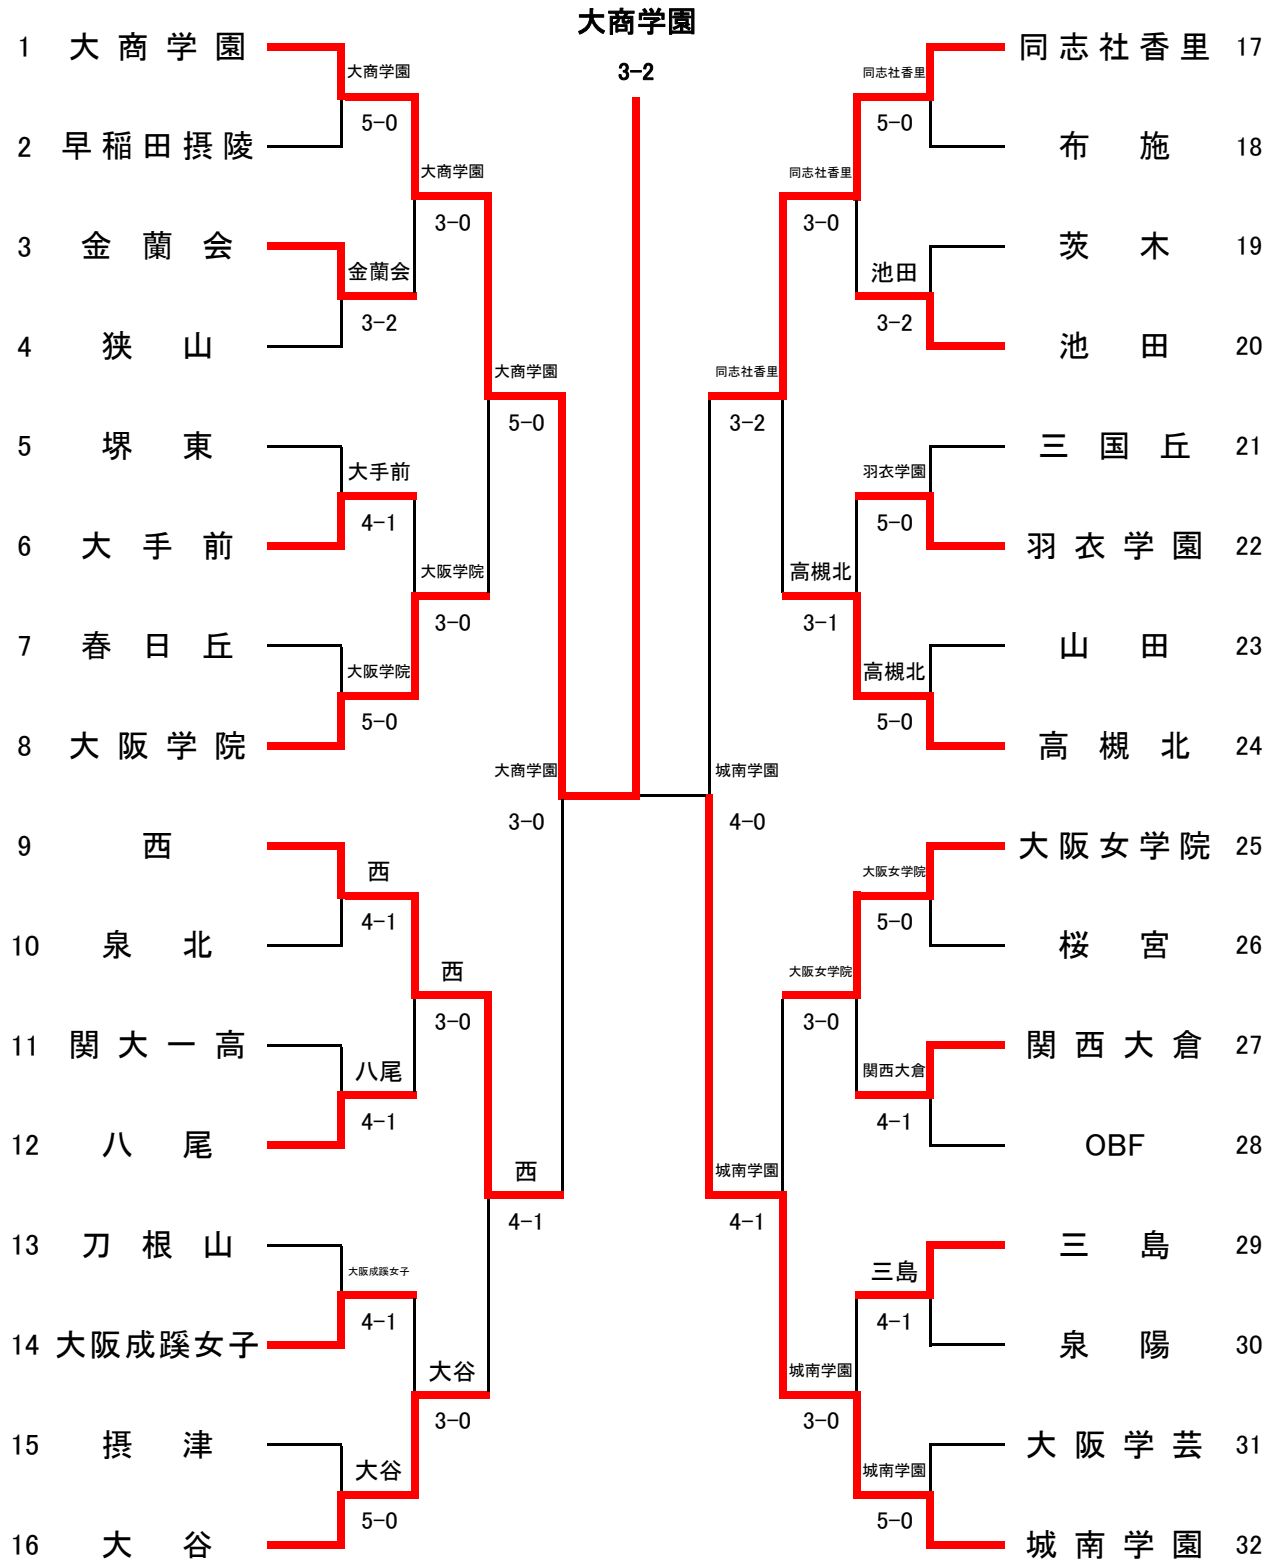 大商学園
3-2
1 大商学園
2 早稲田摂陵
3 金蘭会
4 狭山
5 堺東
6 大手前
7 春日丘
8 大阪学院
9 西
10 泉北
11 関大一高
12 八尾
13 刀根山
14 大阪成蹊女子
15 摂津
16 大谷
大商学園
5-0
金蘭会
3-2
大手前
4-1
大阪学院
5-0
西
4-1
八尾
4-1
大阪成蹊女子
4-1
大谷
5-0
大商学園
3-0
大阪学院
3-0
西
3-0
大谷
3-0
大商学園
5-0
西
4-1
大商学園
3-0
城南学園
4-0
同志社香里
3-2
城南学園
4-1
同志社香里
3-0
高槻北
3-1
大阪女学院
3-0
城南学園
3-0
同志社香里
5-0
池田
3-2
羽衣学園
5-0
高槻北
5-0
大阪女学院
5-0
関西大倉
4-1
三島
4-1
城南学園
5-0
同志社香里 17
布施 18
茨木 19
池田 20
三国丘 21
羽衣学園 22
山田 23
高槻北 24
大阪女学院 25
桜宮 26
関西大倉 27
OBF 28
三島 29
泉陽 30
大阪学芸 31
城南学園 32